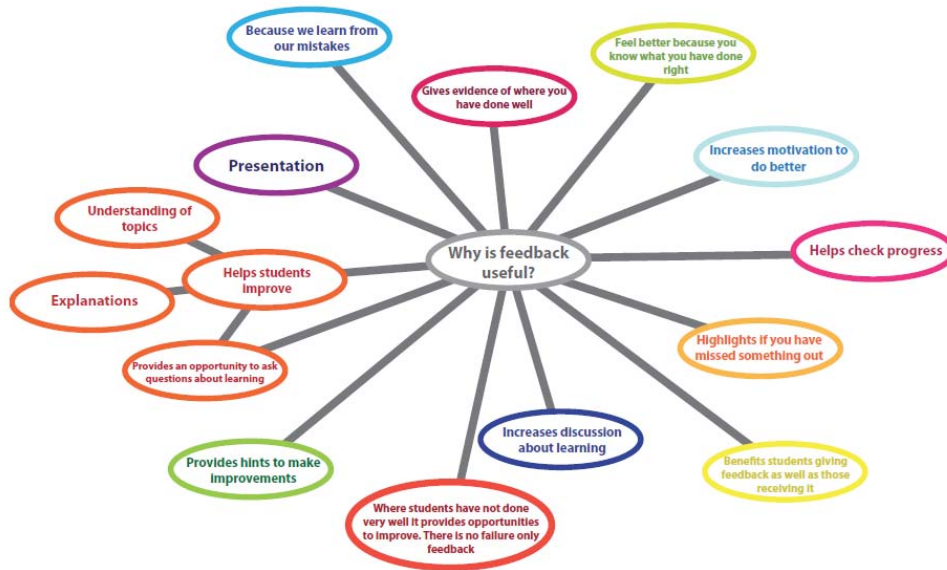 Because we learn from
our mistakes
Feel better because you
know what you have done
right
Gives evidence of where you
have done well
Presentation
Increases motivation to
do better
Understanding of
topics
Why is feedback
useful?
Helps check progress
Helps students
improve
Explanations
Highlights if you have
missed something out
Provides an opportunity to ask
questions about learning
Increases discussion
about learning
Provides hints to make
improvements
Benefits students giving
feedback as well as those
receiving it
Where students have not done
very well it provides opportunities
to improve. There is no failure only
feedback